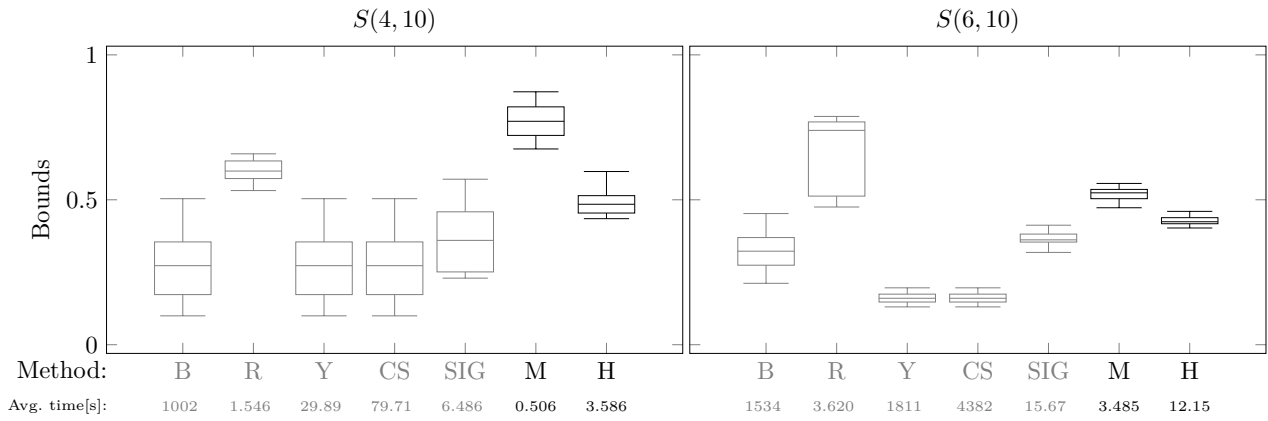 S(4, 10) S(6, 10)
1
0.5
0
Bounds
Method: B R Y CS SIG M H B R Y CS SIG M H
Avg. time[s]: 1002 1.546 29.89 79.71 6.486 0.506 3.586 1534 3.620 1811 4382 15.67 3.485 12.15